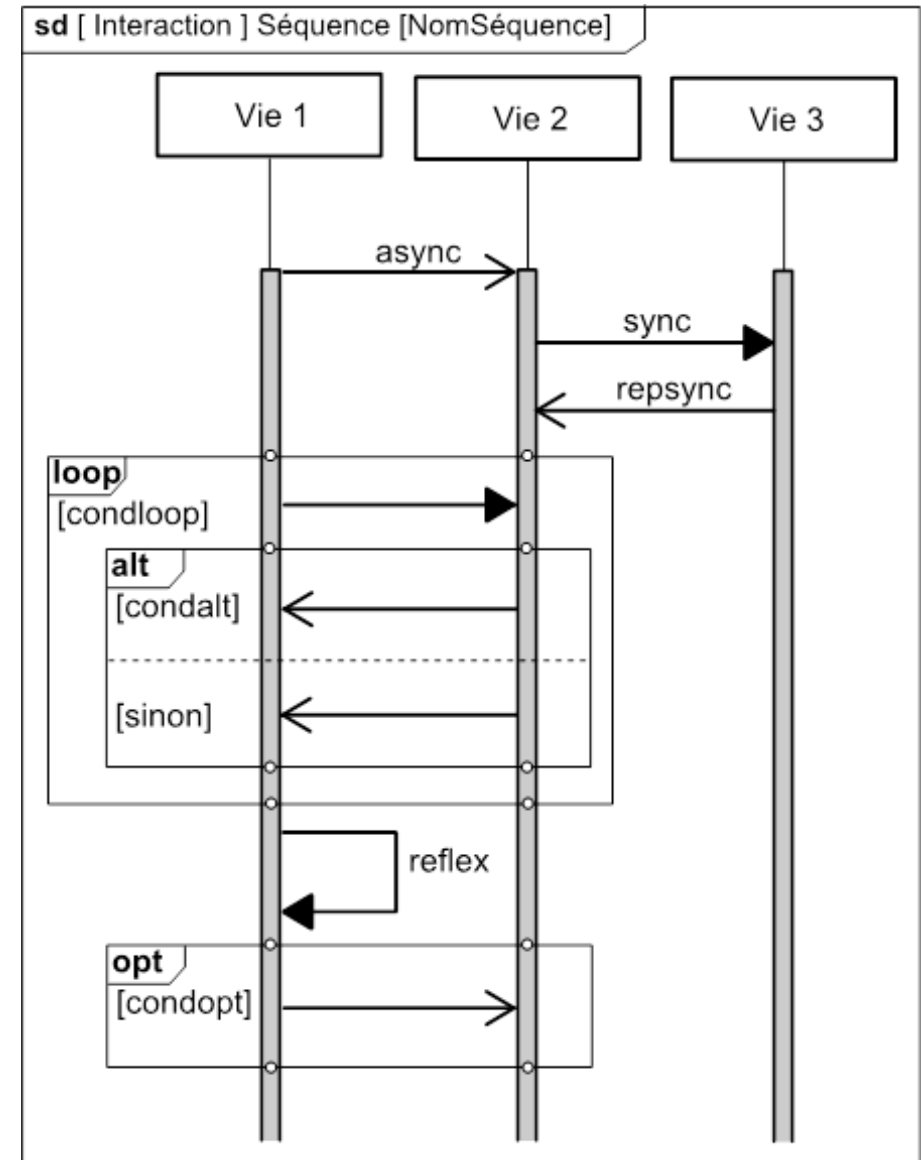 sd [ Interaction ] Séquence [NomSéquence]
Vie 1
Vie 2
Vie 3
async
sync
repsync
loop
[condloop]
alt
[condalt]
[sinon]
reflex
opt
[condopt]